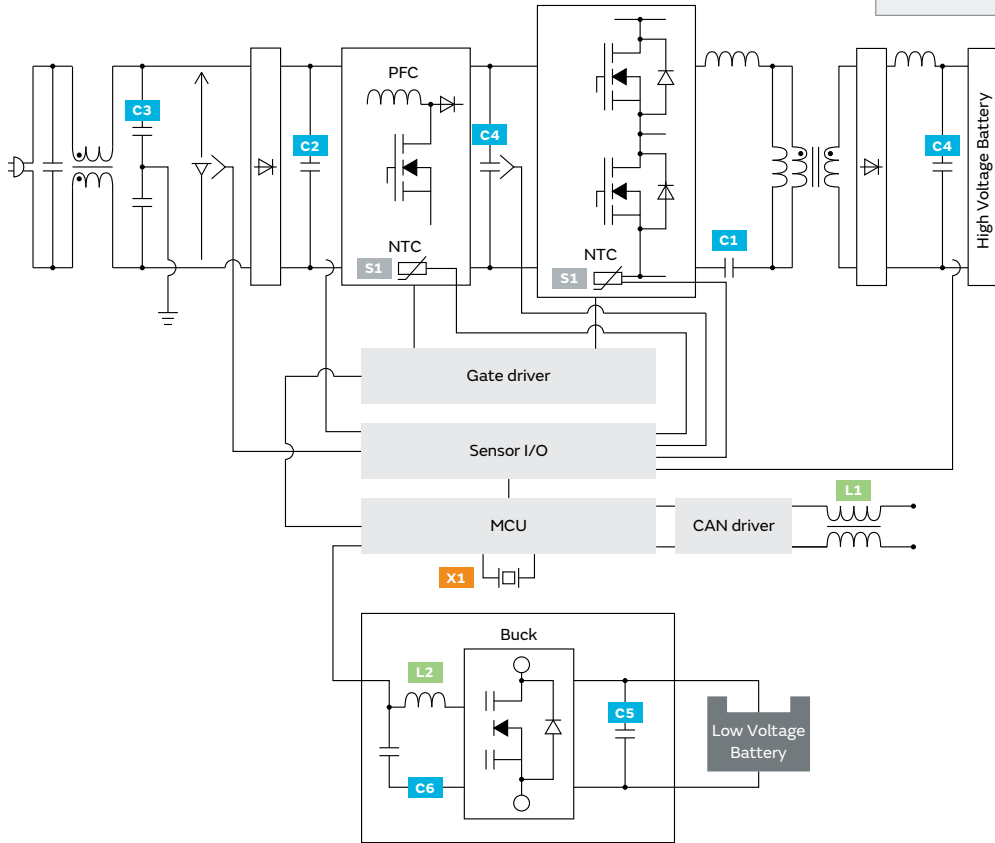 PFC
C3
C4
C2
C4
High Voltage Battery
C1
NTC
S1
NTC
S1
Gate driver
Sensor I/O
L1
MCU
CAN driver
X1
Buck
L2
C5
Low Voltage
Battery
C6